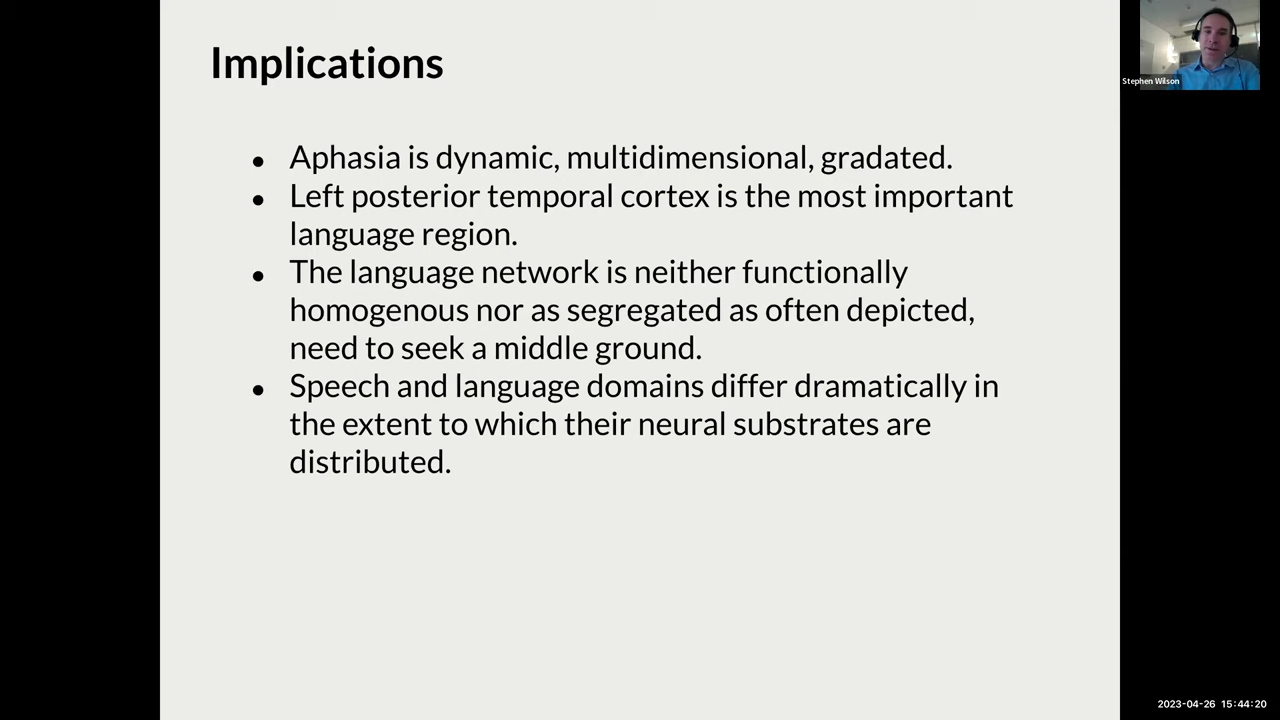 Implications
• Aphasia is dynamic, multidimensional, gradated.
• Left posterior temporal cortex is the most important
language region.
• The language network is neither functionally
homogenous nor as segregated as often depicted,
need to seek a middle ground.
• Speech and language domains differ dramatically in
the extent to which their neural substrates are
distributed.
Stephen Wilson
2023-04-26 15:44:20